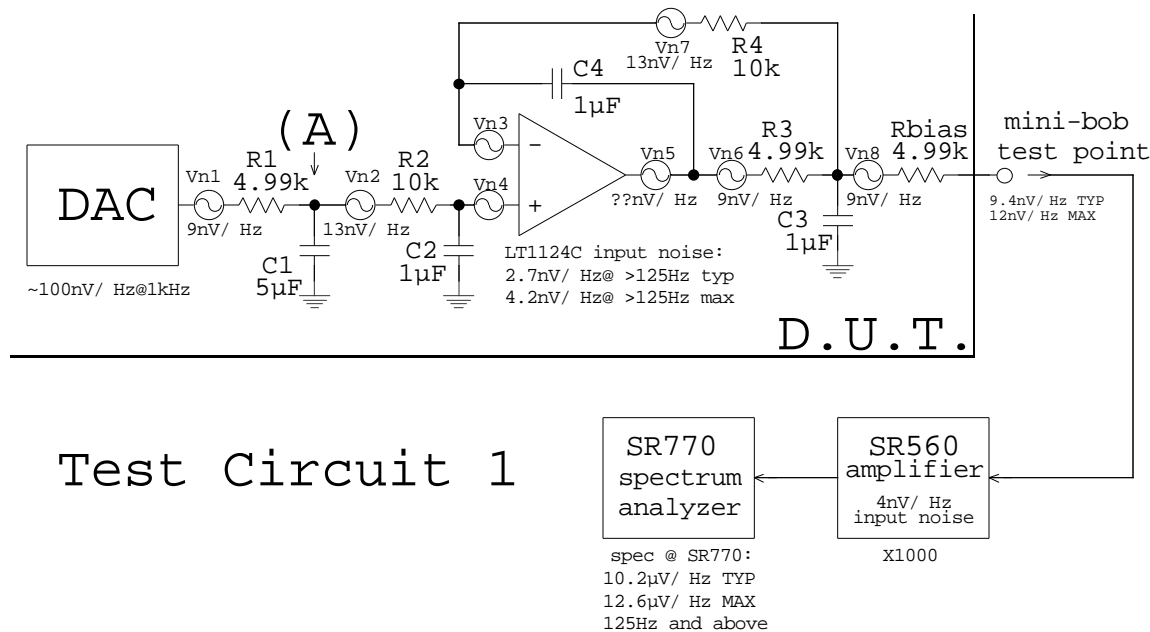 Vn7
13nV/ Hz
R4
10k
C4
1µF
(A)
mini-bob
test point
DAC
Vn1
R1
4.99k
9nV/ Hz
Vn2
R2
10k
13nV/ Hz
Vn3
Vn4
−
+
Vn5
??nV/ Hz
Vn6
R3
4.99k
9nV/ Hz
Vn8
Rbias
4.99k
9nV/ Hz
9.4nV/ Hz TYP
12nV/ Hz MAX
~100nV/ Hz@1kHz
C1
5µF
C2
1µF
LT1124C input noise:
2.7nV/ Hz@ >125Hz typ
4.2nV/ Hz@ >125Hz max
C3
1µF
D.U.T.
Test Circuit 1
SR770
spectrum
analyzer
SR560
amplifier
4nV/ Hz
input noise
X1000
spec @ SR770:
10.2µV/ Hz TYP
12.6µV/ Hz MAX
125Hz and above